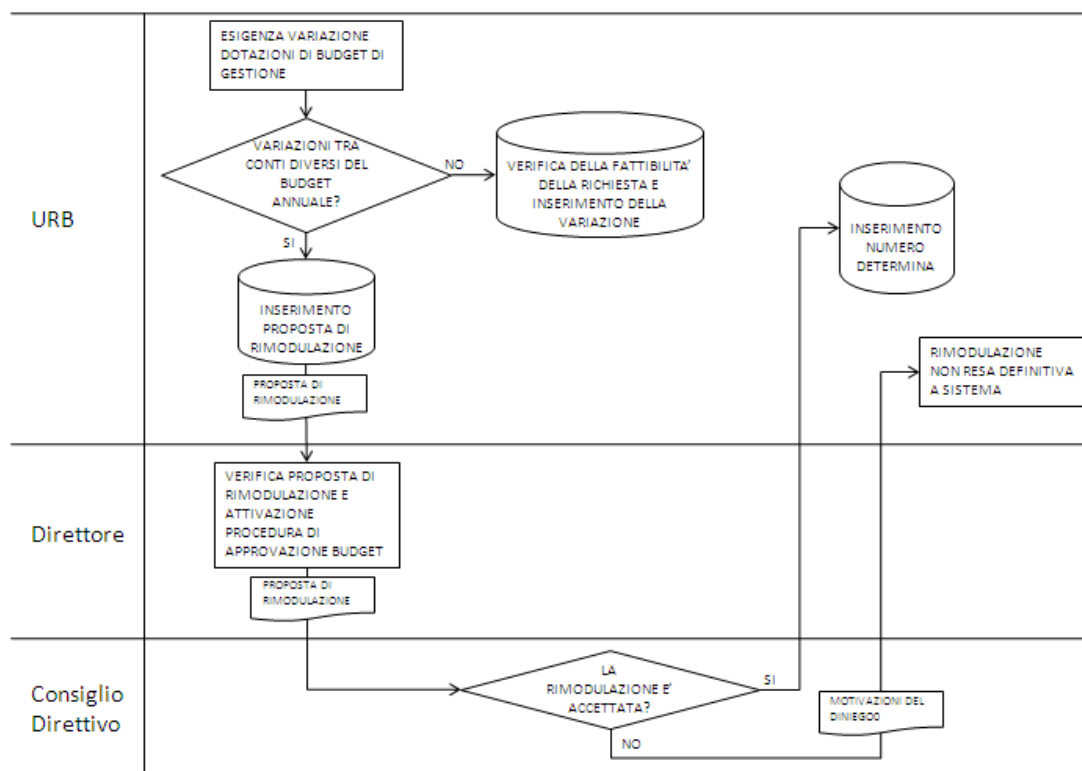 URB
ESIGENZA VARIAZIONE
DOTAZIONI DI BUDGET DI
GESTIONE
VARIAZIONI TRA
CONTI DIVERSI DEL
BUDGET
ANNUALE?
NO
SI
VERIFICA DELLA FATTIBILITA'
DELLA RICHIESTA E
INSERIMENTO DELLA
VARIAZIONE
INSERIMENTO
NUMERO
DETERMINA
INSERIMENTO
PROPOSTA DI
RIMODULAZIONE
PROPOSTA DI
RIMODULAZIONE
RIMODULAZIONE
NON RESA DEFINITIVA
A SISTEMA
Direttore
VERIFICA PROPOSTA DI
RIMODULAZIONE E
ATTIVAZIONE
PROCEDURA DI
APPROVAZIONE BUDGET
PROPOSTA DI
RIMODULAZIONE
Consiglio
Direttivo
LA
RIMODULAZIONE E'
ACCETTATA?
SI
NO
MOTIVAZIONI DEL
DINIEGO0